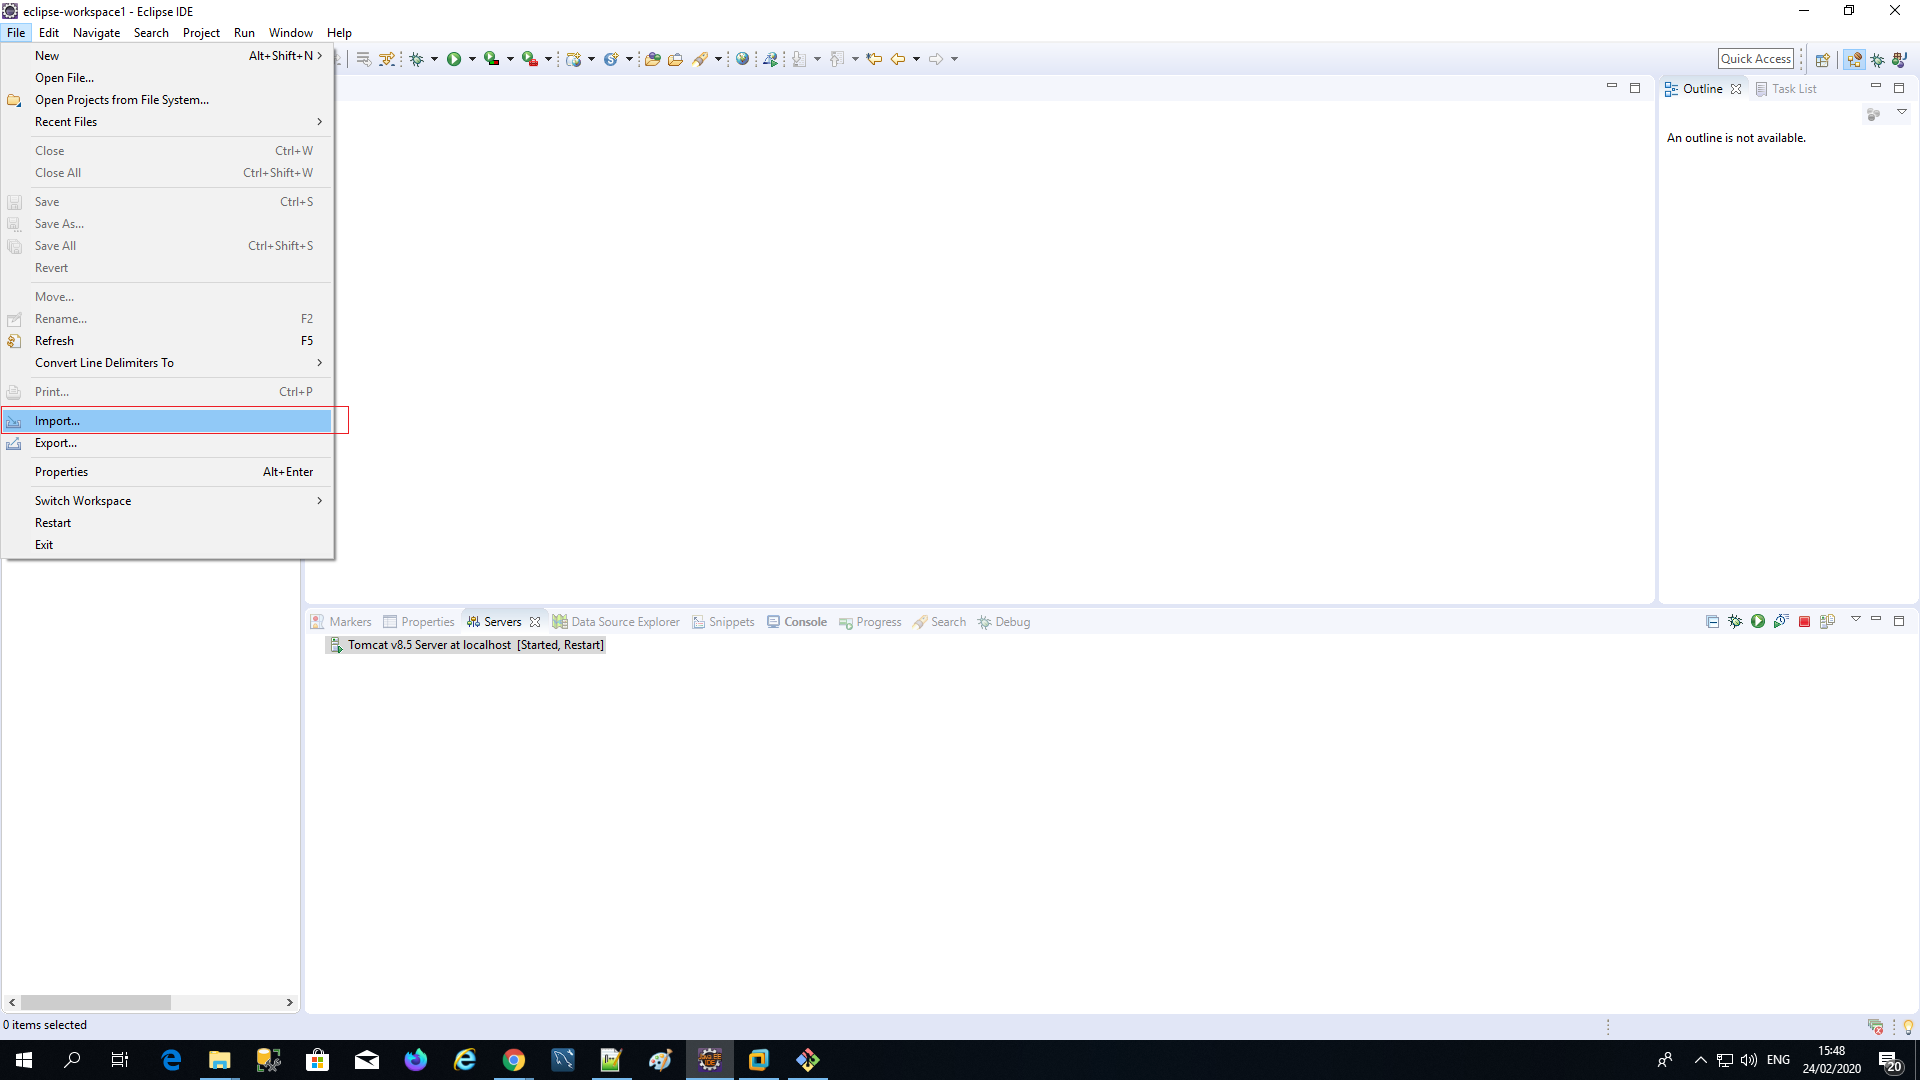 eclipse-workspace1 - Eclipse IDE
File Edit Navigate Search Project Run Window Help
New Alt+Shift+N
Open File...
Open Projects from File System...
Recent Files
Close Ctrl+W
Close All Ctrl+Shift+W
Save Ctrl+S
Save As...
Save All Ctrl+Shift+S
Revert
Move...
Rename... F2
Refresh F5
Convert Line Delimiters To
Print... Ctrl+P
Import...
Export...
Properties Alt+Enter
Switch Workspace
Restart
Exit
Quick Access
Outline Task List
An outline is not available.
Markers Properties Servers Data Source Explorer Snippets Console Progress Search Debug
Tomcat v8.5 Server at localhost [Started, Restart]
0 items selected
ENG
15:48
24/02/2020
20